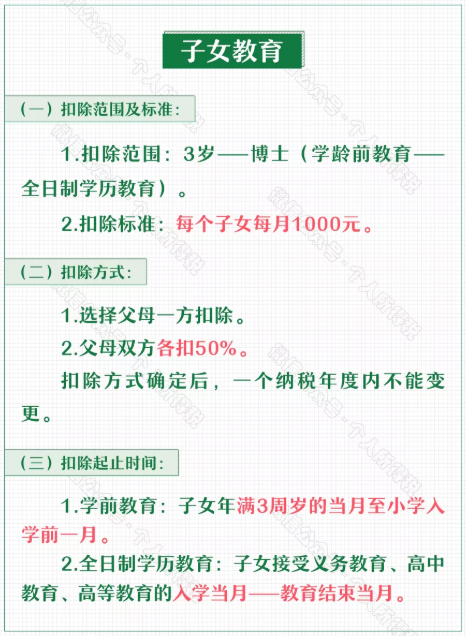 子女教育
（一）扣除范围及标准：
1.扣除范围：3岁——博士（学龄前教育——
全日制学历教育）。
2.扣除标准：每个子女每月1000元。
（二）扣除方式：
1.选择父母一方扣除。
2.父母双方各扣50%。
扣除方式确定后，一个纳税年度内不能变
更。
（三）扣除起止时间：
1.学前教育：子女年满3周岁的当月至小学入
学前一月。
2.全日制学历教育：子女接受义务教育、高中
教育、高等教育的入学当月——教育结束当月。